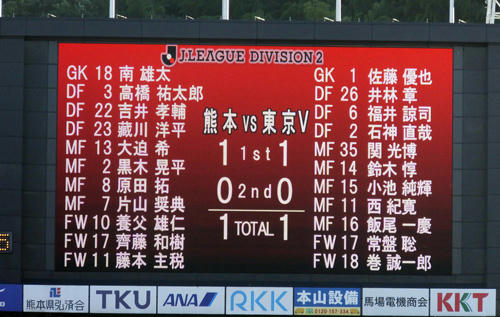 J.LEAGUE DIVISION 2
GK 18 南 雄太
DF 3 高橋 祐太郎
DF 22 吉井 孝輔
DF 23 藏川 洋平
MF 13 大迫 希
MF 2 黒木 晃平
MF 8 原田 拓
MF 7 片山 奨典
FW 10 養父 雄仁
FW 17 齊藤 和樹
FW 11 藤本 主税
熊本 vs 東京V
1 1st 1
0 2nd 0
1 TOTAL 1
GK 1 佐藤 優也
DF 26 井林 章
DF 6 福井 諒司
DF 2 石神 直哉
MF 35 関 光博
MF 14 鈴木 惇
MF 15 小池 純輝
MF 11 西 紀寛
MF 16 飯尾 一慶
FW 17 常盤 聡
FW 18 巻 誠一郎
熊本県弘済会
TKU
ANA
RKK
本山設備
0120-157-334
馬場電機商会
KKT